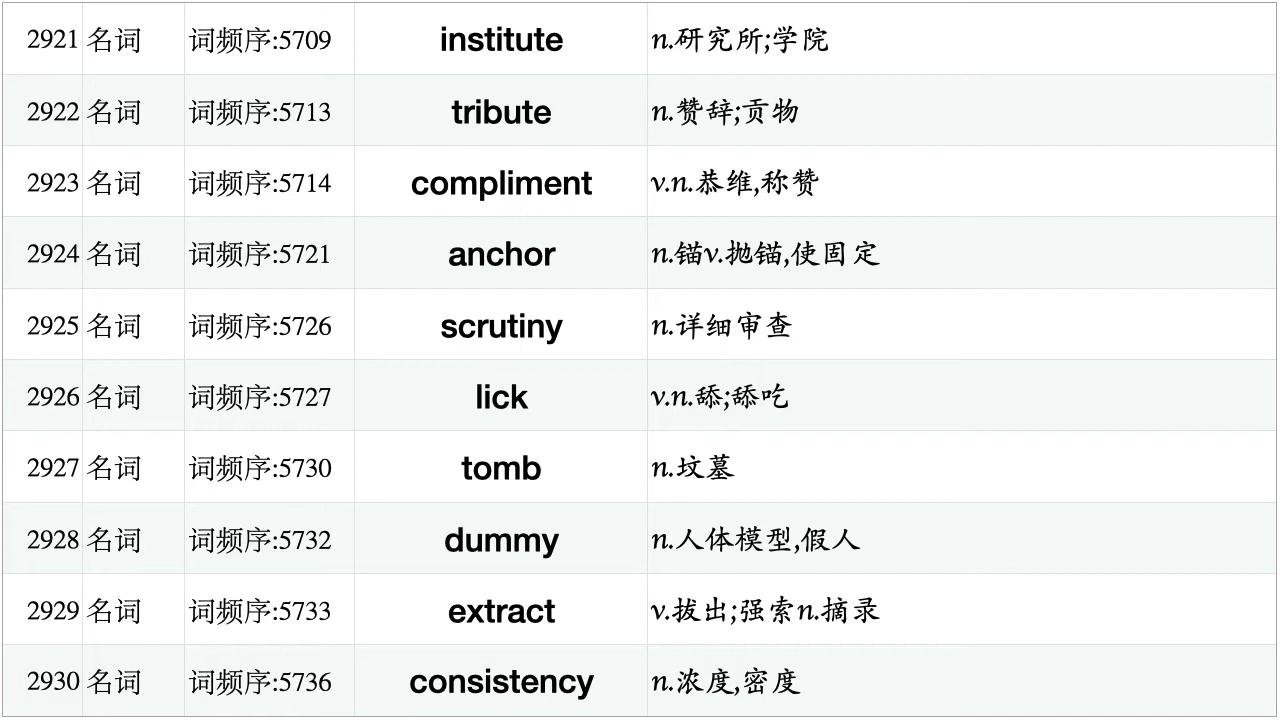 2921 名词 词频序:5709 institute n.研究所;学院
2922 名词 词频序:5713 tribute n.赞辞;贡物
2923 名词 词频序:5714 compliment v.n.恭维,称赞
2924 名词 词频序:5721 anchor n.锚v.抛锚,使固定
2925 名词 词频序:5726 scrutiny n.详细审查
2926 名词 词频序:5727 lick v.n.舔;舔吃
2927 名词 词频序:5730 tomb n.坟墓
2928 名词 词频序:5732 dummy n.人体模型,假人
2929 名词 词频序:5733 extract v.拔出;强索n.摘录
2930 名词 词频序:5736 consistency n.浓度,密度